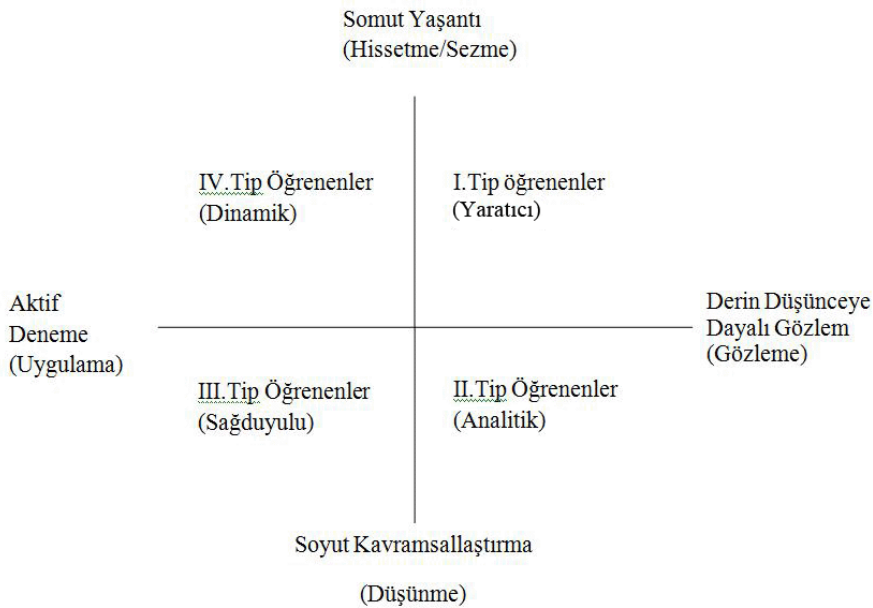 Somut Yaşantı
(Hissetme/Sezme)
IV.Tip Öğrenenler
(Dinamik)
I.Tip öğrenenler
(Yaratıcı)
Aktif
Deneme
(Uygulama)
Derin Düşünceye
Dayalı Gözlem
(Gözleme)
III.Tip Öğrenenler
(Sağduyulu)
II.Tip Öğrenenler
(Analitik)
Soyut Kavramsallaştırma
(Düşünme)